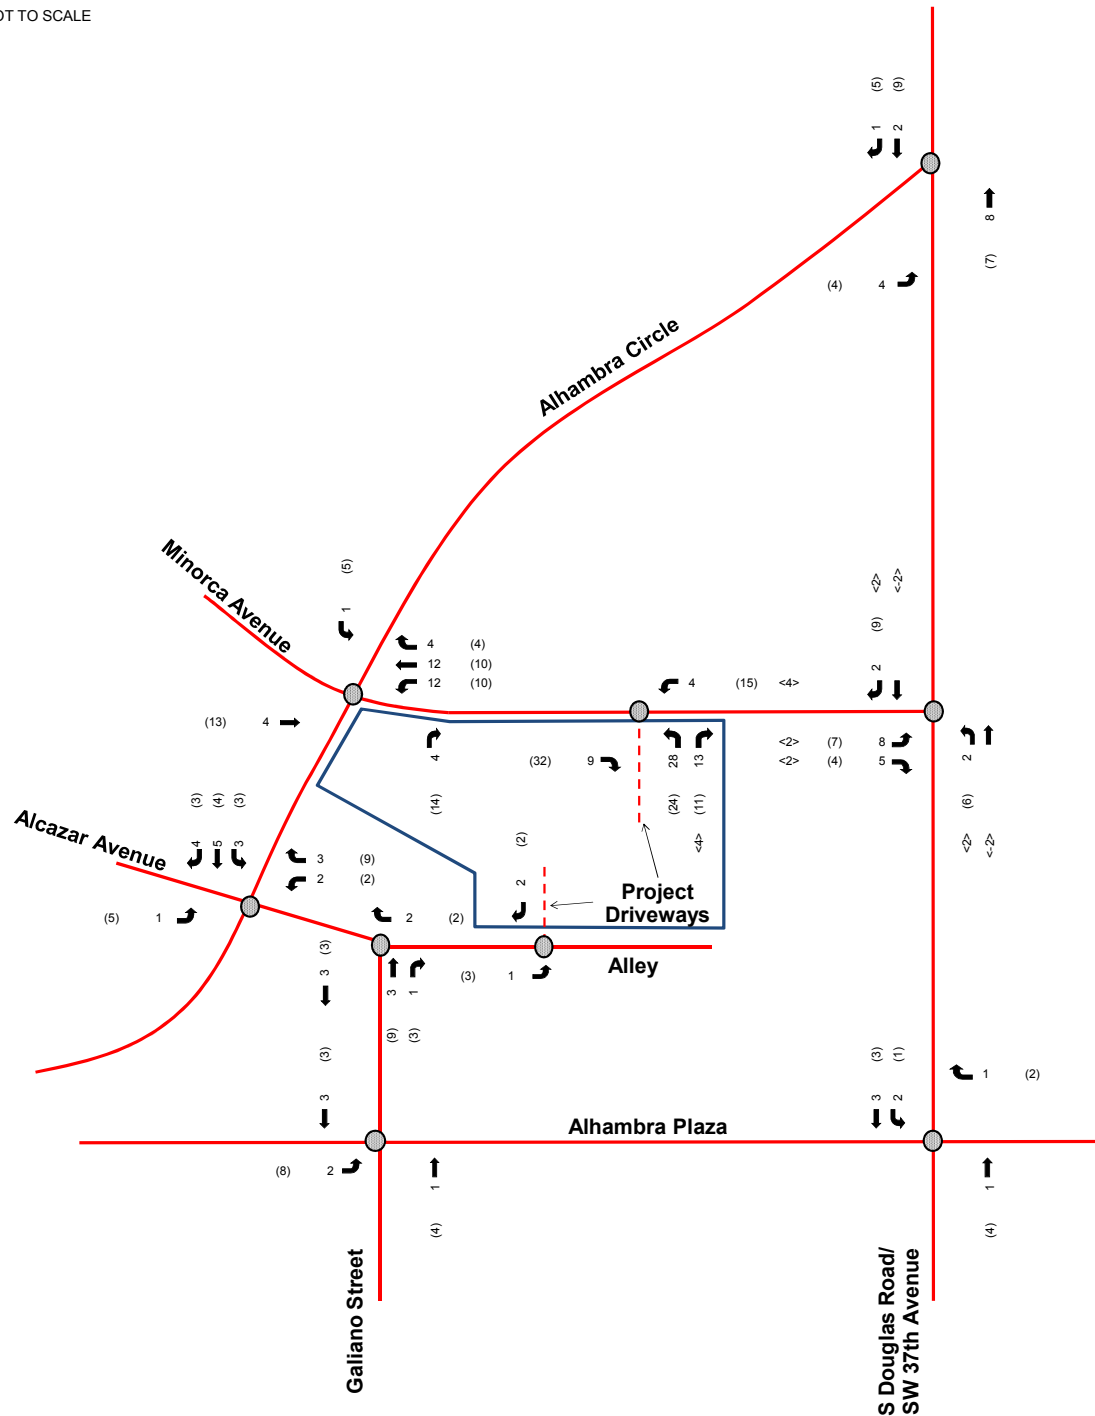 OT TO SCALE
(5) (9)
1 2
8
(7)
(4) 4
Alhambra Circle
Minorca Avenue
(5)
1
4 (4)
12 (10)
12 (10)
<2> <-2>
(9)
2
4 (15) <4>
(13) 4
4
(14)
(32) 9
28 13
(24) (11)
<4>
<2> (7) 8
<2> (4) 5
2
(6)
<2> <-2>
Alcazar Avenue
(3) (4) (3)
4 5 3
3 (9)
2 (2)
(5) 1
2 (2)
(2)
2
Project
Driveways
Alley
(3) 1
(3)
3
3 1
(9) (3)
(3)
3
(3) (1)
3 2
1 (2)
Alhambra Plaza
(8) 2
1
(4)
1
(4)
Galiano Street
S Douglas Road/
SW 37th Avenue